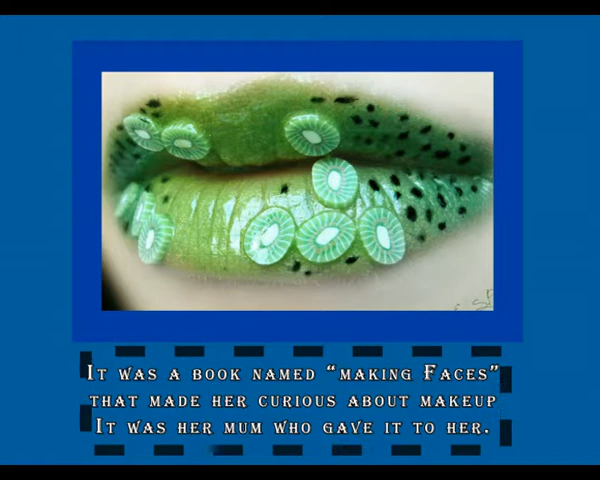 It was a book named “making Faces”
that made her curious about makeup
It was her mum who gave it to her.